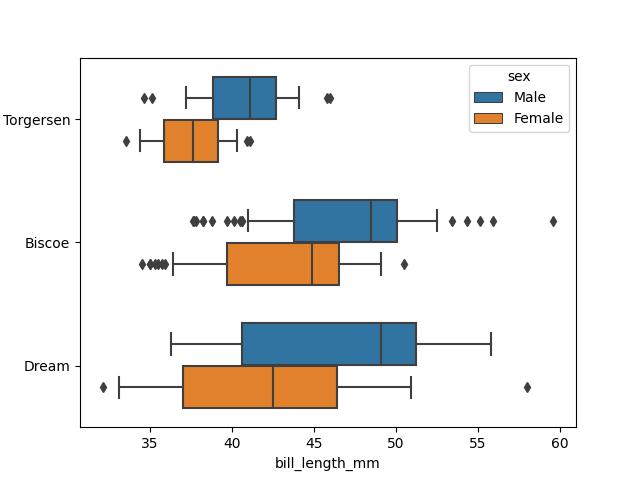 sex
Male
Female
Torgersen
Biscoe
Dream
35 40 45 50 55 60
bill_length_mm